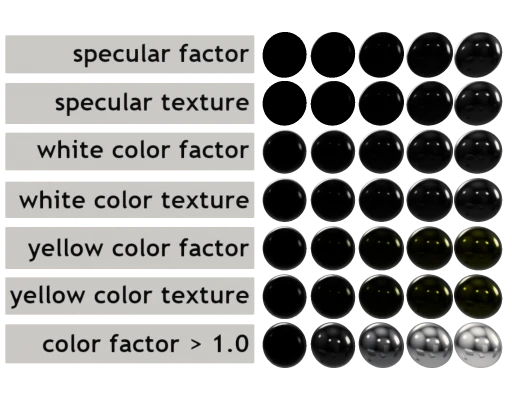 specular factor
specular texture
white color factor
white color texture
yellow color factor
yellow color texture
color factor > 1.0